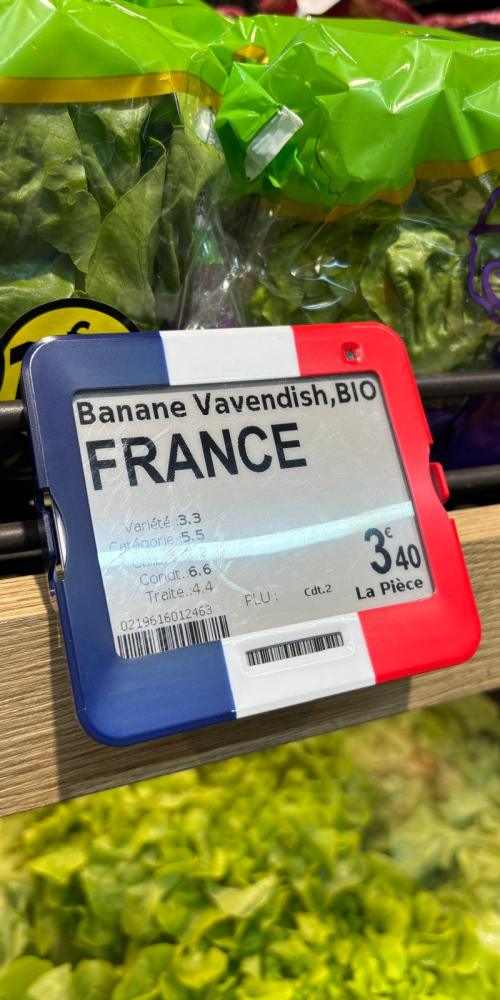 €
Banane Vavendish,BIO
FRANCE
Variété :3.3
Catégorie :5.5
Condt.:6.6
Traite.:4.4
PLU :
Cdt.2
3€40
La Pièce
0219616012463